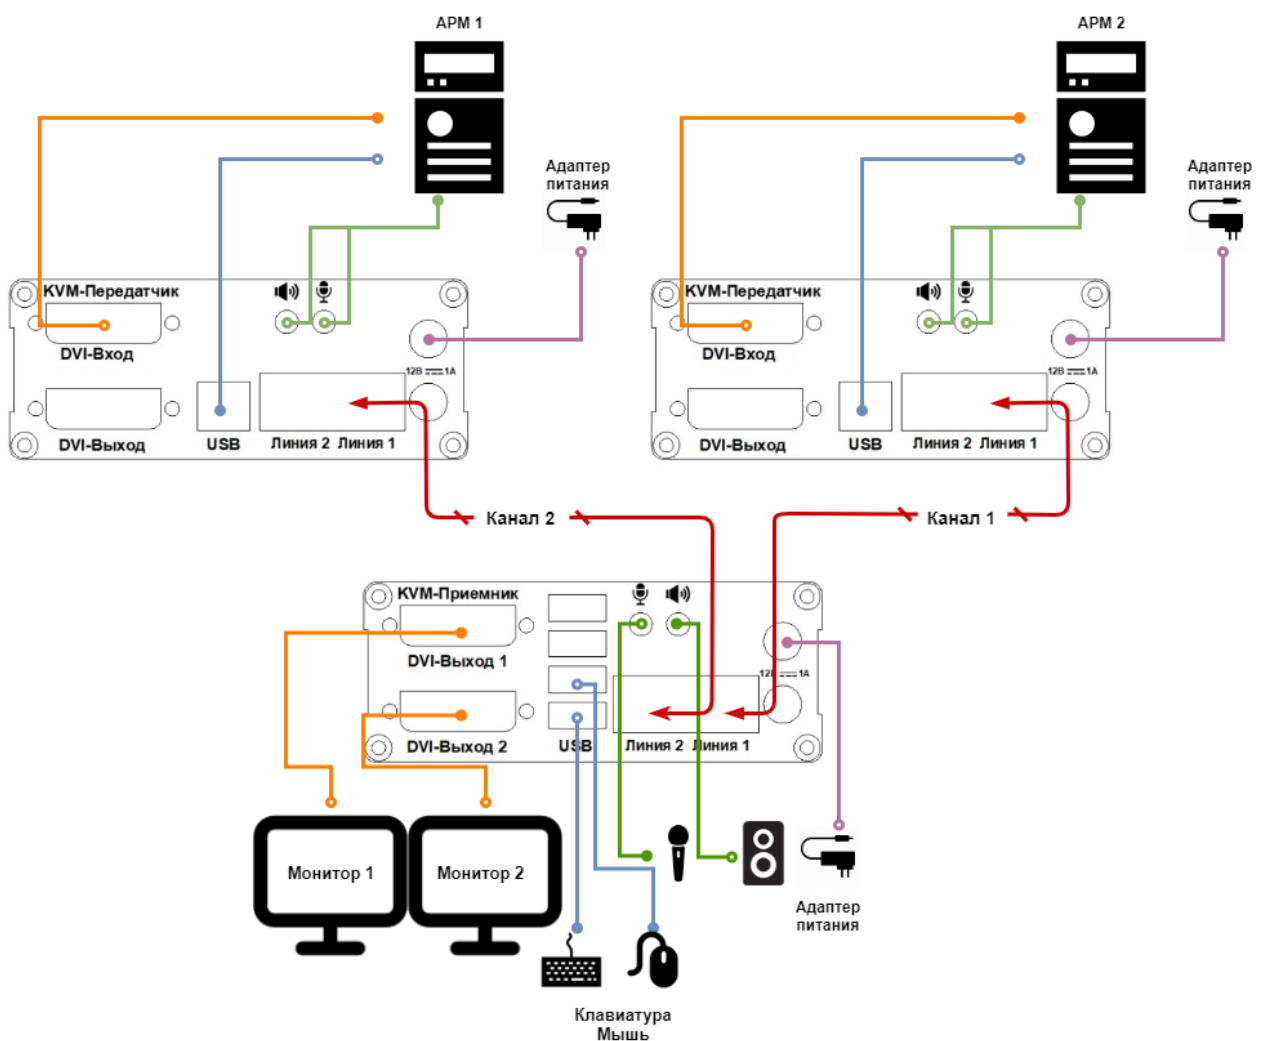 АРМ 1
АРМ 2
Адаптер
питания
Адаптер
питания
KVM-Передатчик
DVI-Вход
12В 1А
DVI-Выход
USB
Линия 2 Линия 1
KVM-Передатчик
DVI-Вход
12В 1А
DVI-Выход
USB
Линия 2 Линия 1
Канал 2
Канал 1
KVM-Приемник
DVI-Выход 1
12В 1А
DVI-Выход 2
USB
Линия 2 Линия 1
Монитор 1
Монитор 2
Адаптер
питания
Клавиатура
Мышь